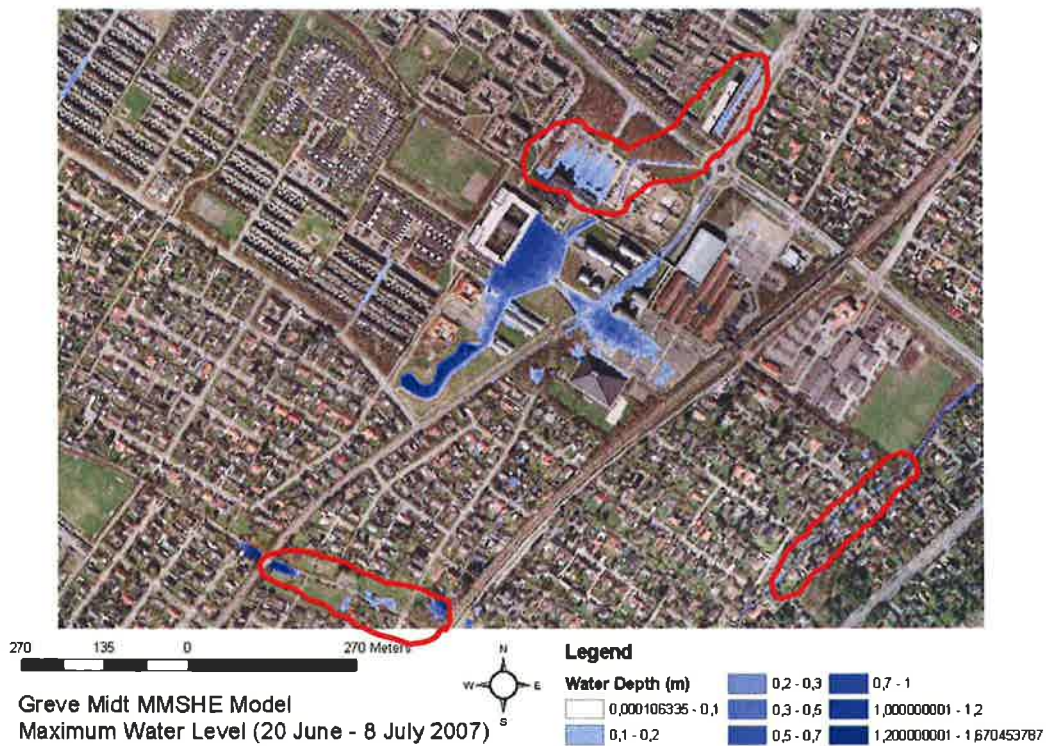 270 135 0 270 Meters
N
W E
S
Greve Midt MMSHE Model
Maximum Water Level (20 June - 8 July 2007)
Legend
Water Depth (m)
0,000106335 - 0,1
0,1 - 0,2
0,2 - 0,3
0,3 - 0,5
0,5 - 0,7
0,7 - 1
1,000000001 - 1,2
1,200000001 - 1,670453787